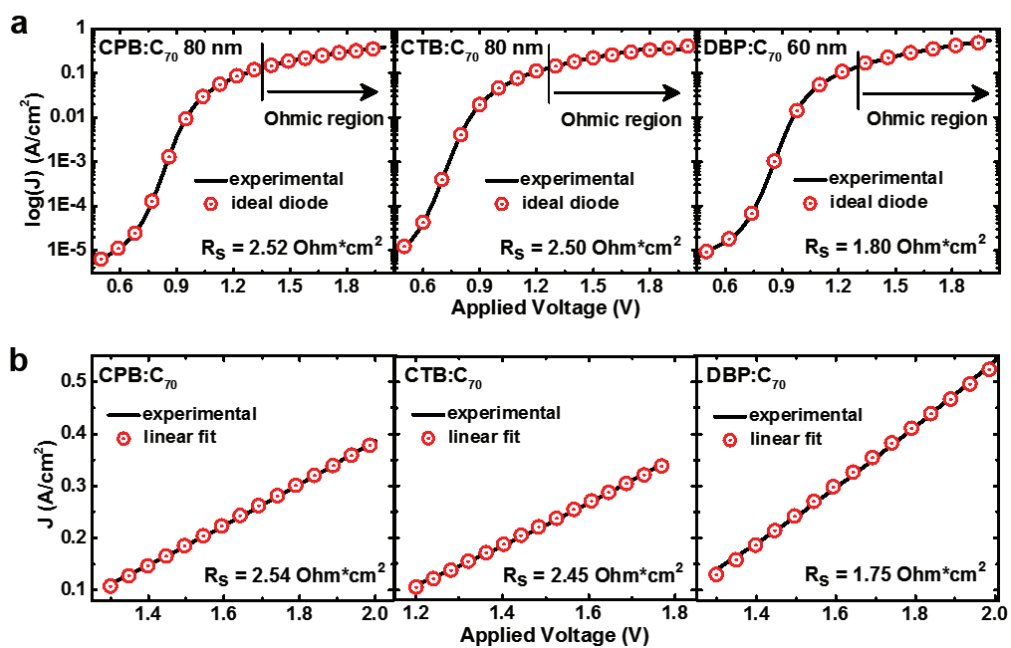 a
log(J) (A/cm²)
1
0.1
0.01
1E-3
1E-4
1E-5
CPB:C₇₀ 80 nm
Ohmic region
experimental
ideal diode
R_S = 2.52 Ohm*cm²
0.6 0.9 1.2 1.5 1.8
CTB:C₇₀ 80 nm
Ohmic region
experimental
ideal diode
R_S = 2.50 Ohm*cm²
0.6 0.9 1.2 1.5 1.8
DBP:C₇₀ 60 nm
Ohmic region
experimental
ideal diode
R_S = 1.80 Ohm*cm²
0.6 0.9 1.2 1.5 1.8
Applied Voltage (V)
b
J (A/cm²)
0.5
0.4
0.3
0.2
0.1
CPB:C₇₀
experimental
linear fit
R_S = 2.54 Ohm*cm²
1.4 1.6 1.8 2.0
CTB:C₇₀
experimental
linear fit
R_S = 2.45 Ohm*cm²
1.2 1.4 1.6 1.8
DBP:C₇₀
experimental
linear fit
R_S = 1.75 Ohm*cm²
1.4 1.6 1.8 2.0
Applied Voltage (V)